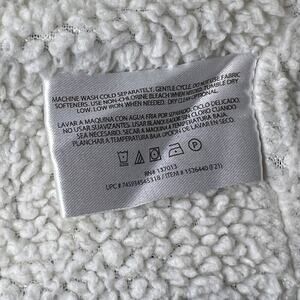 MACHINE WASH COLD SEPARATELY, GENTLE CYCLE. DO NOT USE FABRIC
SOFTENERS. USE NON-CHLORINE BLEACH WHEN NEEDED. TUMBLE DRY
LOW. LOW IRON WHEN NEEDED. DRY CLEAN OPTIONAL.
LAVAR A MAQUINA CON AGUA FRIA POR SEPARADO, CICLO DELICADO.
NO USAR SUAVIZANTES. USAR BLANQUEADOR SIN CLORO CUANDO
SEA NECESARIO. SECAR A MAQUINA A TEMPERATURA BAJA.
PLANCHAR A TEMPERATURA BAJA. OPCION DE LAVAR EN SECO.
RN# 137013
UPC # 745934545318 / ITEM # 1526440 (F21)